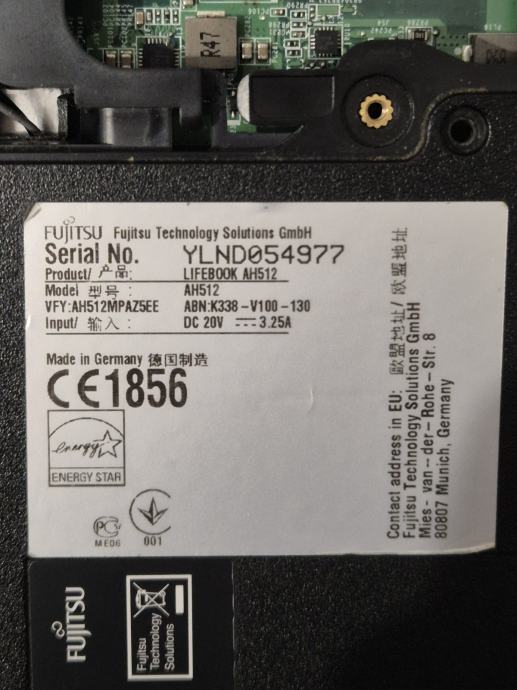 R47
FUJITSU Fujitsu Technology Solutions GmbH
Serial No. YLND054977
Product/ 产品: LIFEBOOK AH512
Model 型号: AH512
VFY:AH512MPAZ5EE ABN:K338-V100-130
Input/ 输入: DC 20V 3.25A
Made in Germany 德国制造
CE1856
energy
ENERGY STAR
PG
ME06
001
Contact address in EU: 歐盟地址/ 欧盟地址
Fujitsu Technology Solutions GmbH
Mies-van-der-Rohe-Str. 8
80807 Munich, Germany
FUJITSU
Fujitsu
Technology
Solutions